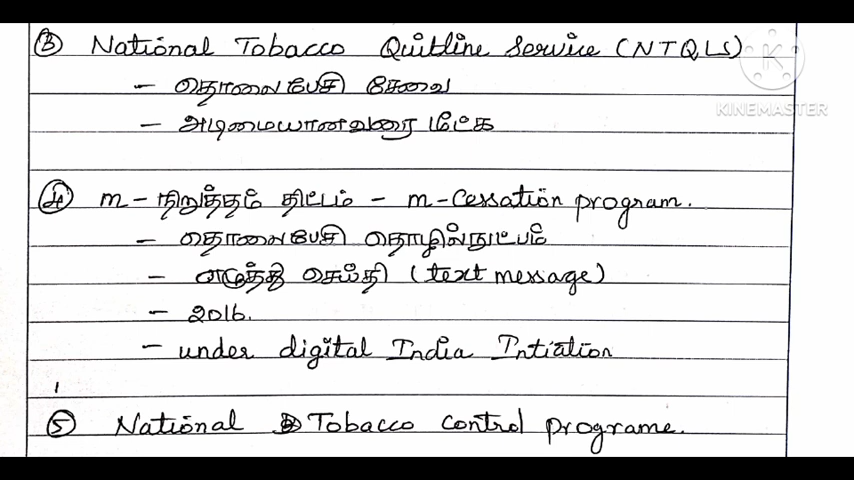 ③ National Tobacco Quitline Service (NTQLS)
- தொலைபேசி சேவை
- அடிமையானவரை மீட்க
④ m - நிறுத்தம் திட்டம் - m-Cessation program.
- தொலைபேசி தொழில்நுட்பம்
- எழுத்து செய்தி (text message)
- 2016.
- under digital India Intiation
⑤ National Tobacco control programe.
KINEMASTER